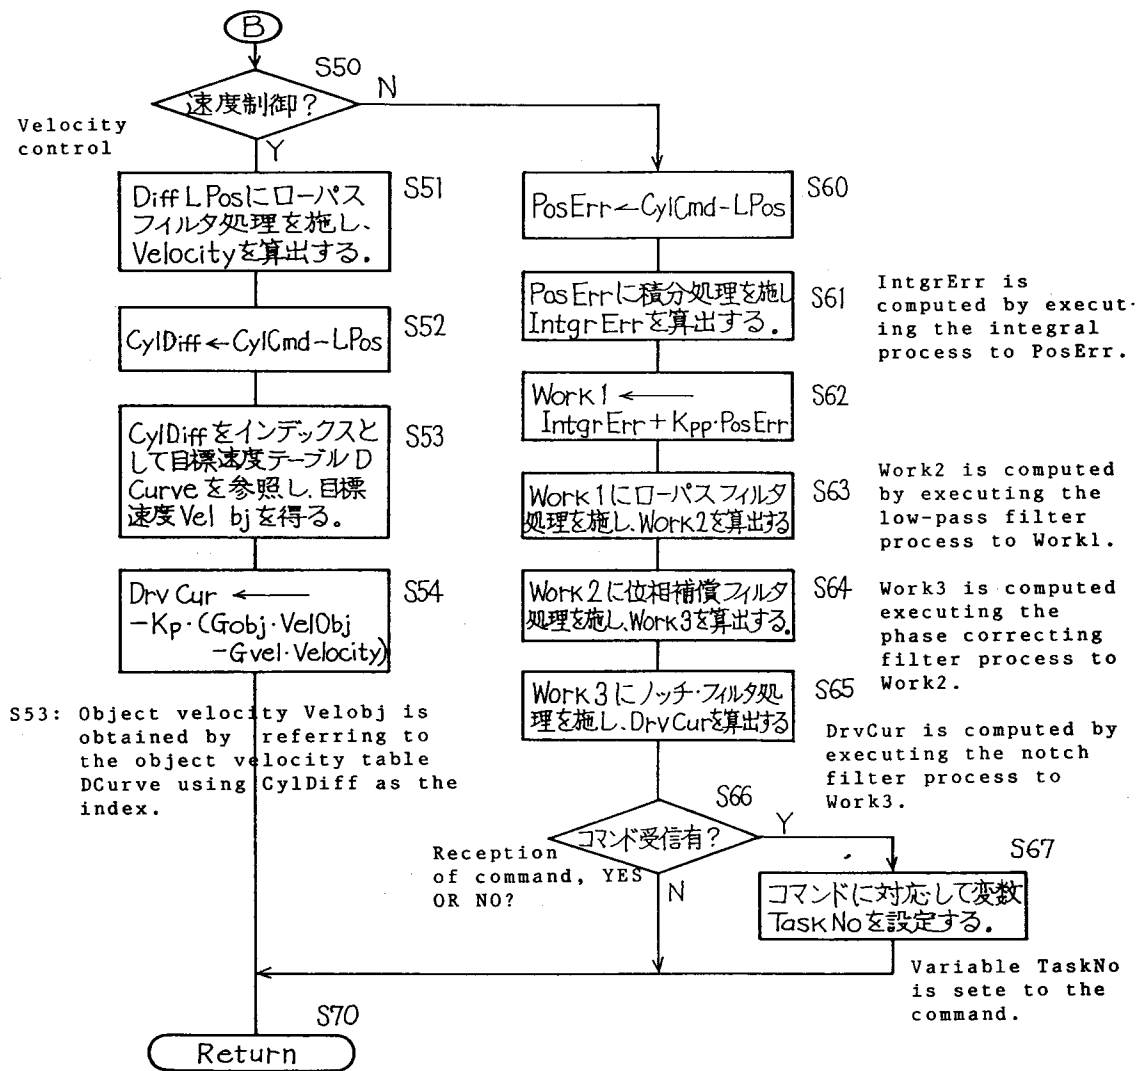 B
S50
速度制御?
N
Velocity
control
Y
DiffLPosにローパス
フィルタ処理を施し、
Velocityを算出する.
S51
CylDiff←CylCmd-LPos
S52
CylDiffをインデックスと
して目標速度テーブルD
Curveを参照し、目標
速度Vel bjを得る。
S53
DrvCur ←
-Kp・(Gobj・VelObj
-Gvel・Velocity)
S54
S53: Object velocity Velobj is
obtained by referring to
the object velocity table
DCurve using CylDiff as the
index.
PosErr←CylCmd-LPos
S60
PosErrに積分処理を施し
IntgrErrを算出する.
S61
IntgrErr is
computed by execut-
ing the integral
process to PosErr.
Work1 ←
IntgrErr+Kpp・PosErr
S62
Work1にローパスフィルタ
処理を施し、Work2を算出する
S63
Work2 is computed
by executing the
low-pass filter
process to Work1.
Work2に位相補償フィルタ
処理を施し、Work3を算出する.
S64
Work3 is computed
executing the
phase correcting
filter process to
Work2.
Work3にノッチ・フィルタ処
理を施し、DrvCurを算出する
S65
DrvCur is computed by
executing the notch
filter process to
Work3.
S66
コマンド受信有?
Y
Reception
of command, YES
OR NO?
N
S67
コマンドに対応して変数
TaskNoを設定する.
Variable TaskNo
is sete to the
command.
S70
Return